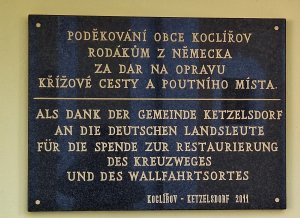 PODĚKOVÁNÍ OBCE KOCLÍŘOV
RODÁKŮM Z NĚMECKA
ZA DAR NA OPRAVU
KŘÍŽOVÉ CESTY A POUTNÍHO MÍSTA.
ALS DANK DER GEMEINDE KETZELSDORF
AN DIE DEUTSCHEN LANDSLEUTE
FÜR DIE SPENDE ZUR RESTAURIERUNG
DES KREUZWEGES
UND DES WALLFAHRTSORTES
KOCLÍŘOV - KETZELSDORF 2011